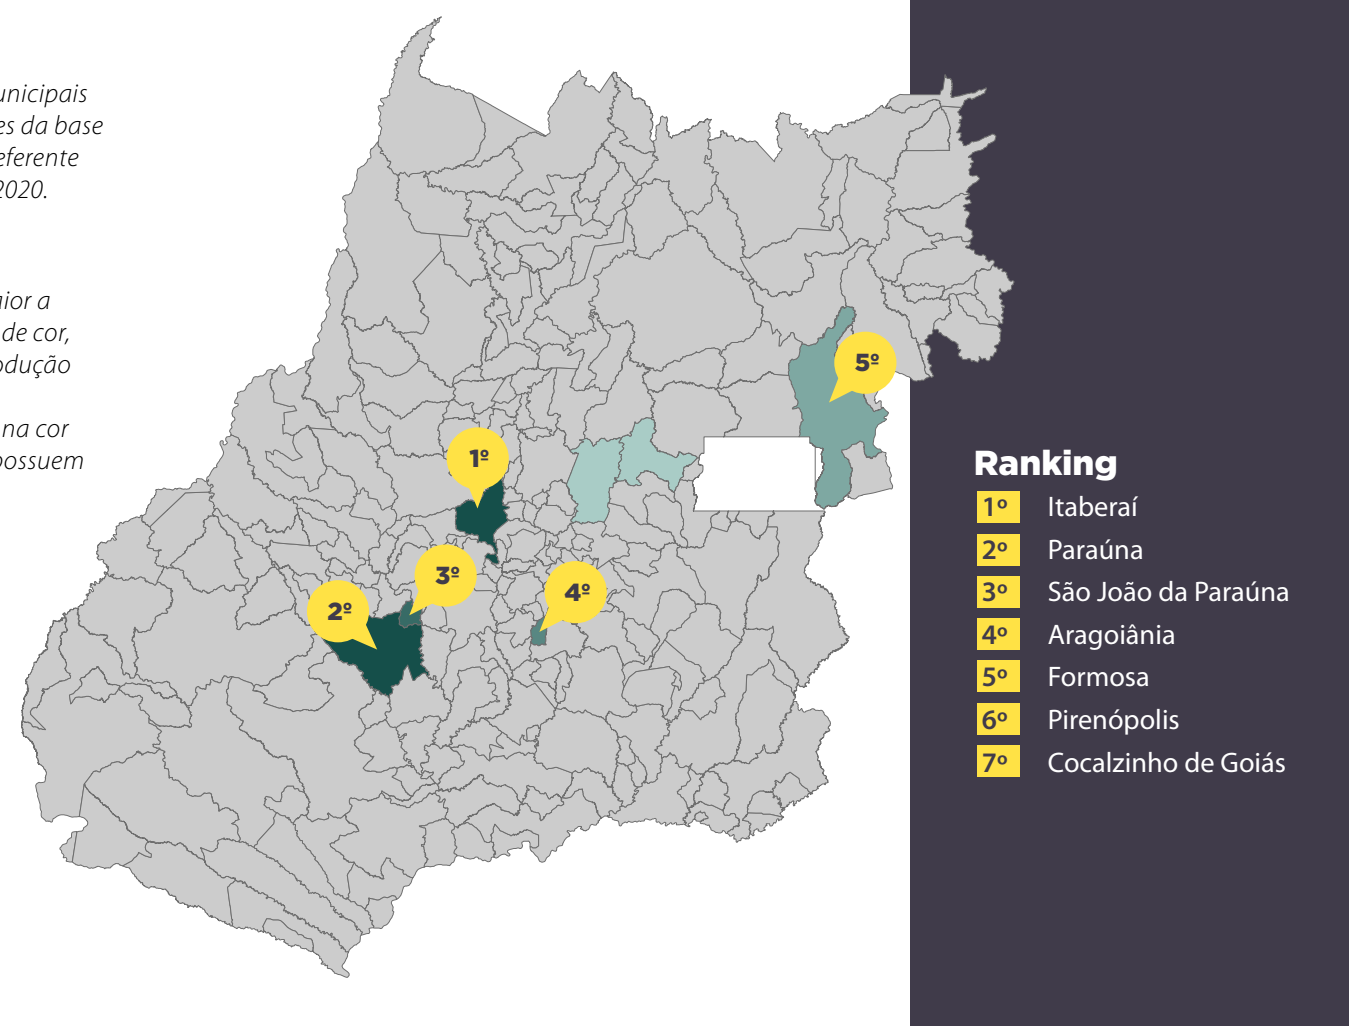 unicipais
es da base
eferente
2020.
ior a
de cor,
odução
na cor
possuem
5º
1º
3º
4º
2º
Ranking
1º Itaberaí
2º Paraúna
3º São João da Paraúna
4º Aragoiânia
5º Formosa
6º Pirenópolis
7º Cocalzinho de Goiás